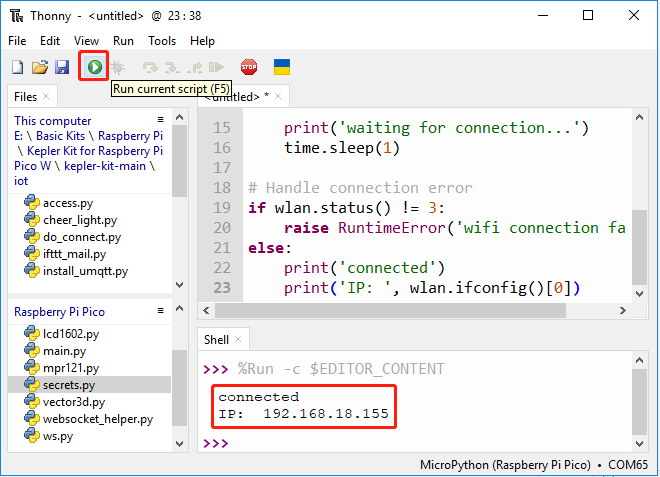 Thonny - <untitled> @ 23:38
File Edit View Run Tools Help
Run current script (F5)
Files
This computer
E: \ Basic Kits \ Raspberry Pi
\ Kepler Kit for Raspberry Pi
Pico W \ kepler-kit-main \
iot
access.py
cheer_light.py
do_connect.py
ifttt_mail.py
install_umqtt.py
Raspberry Pi Pico
lcd1602.py
main.py
mpr121.py
secrets.py
vector3d.py
websocket_helper.py
ws.py
<untitled> *
15 print('waiting for connection...')
16 time.sleep(1)
17
18 # Handle connection error
19 if wlan.status() != 3:
20 raise RuntimeError('wifi connection fa
21 else:
22 print('connected')
23 print('IP: ', wlan.ifconfig()[0])
Shell
>>> %Run -c $EDITOR_CONTENT
connected
IP: 192.168.18.155
>>>
MicroPython (Raspberry Pi Pico) • COM65
STOP